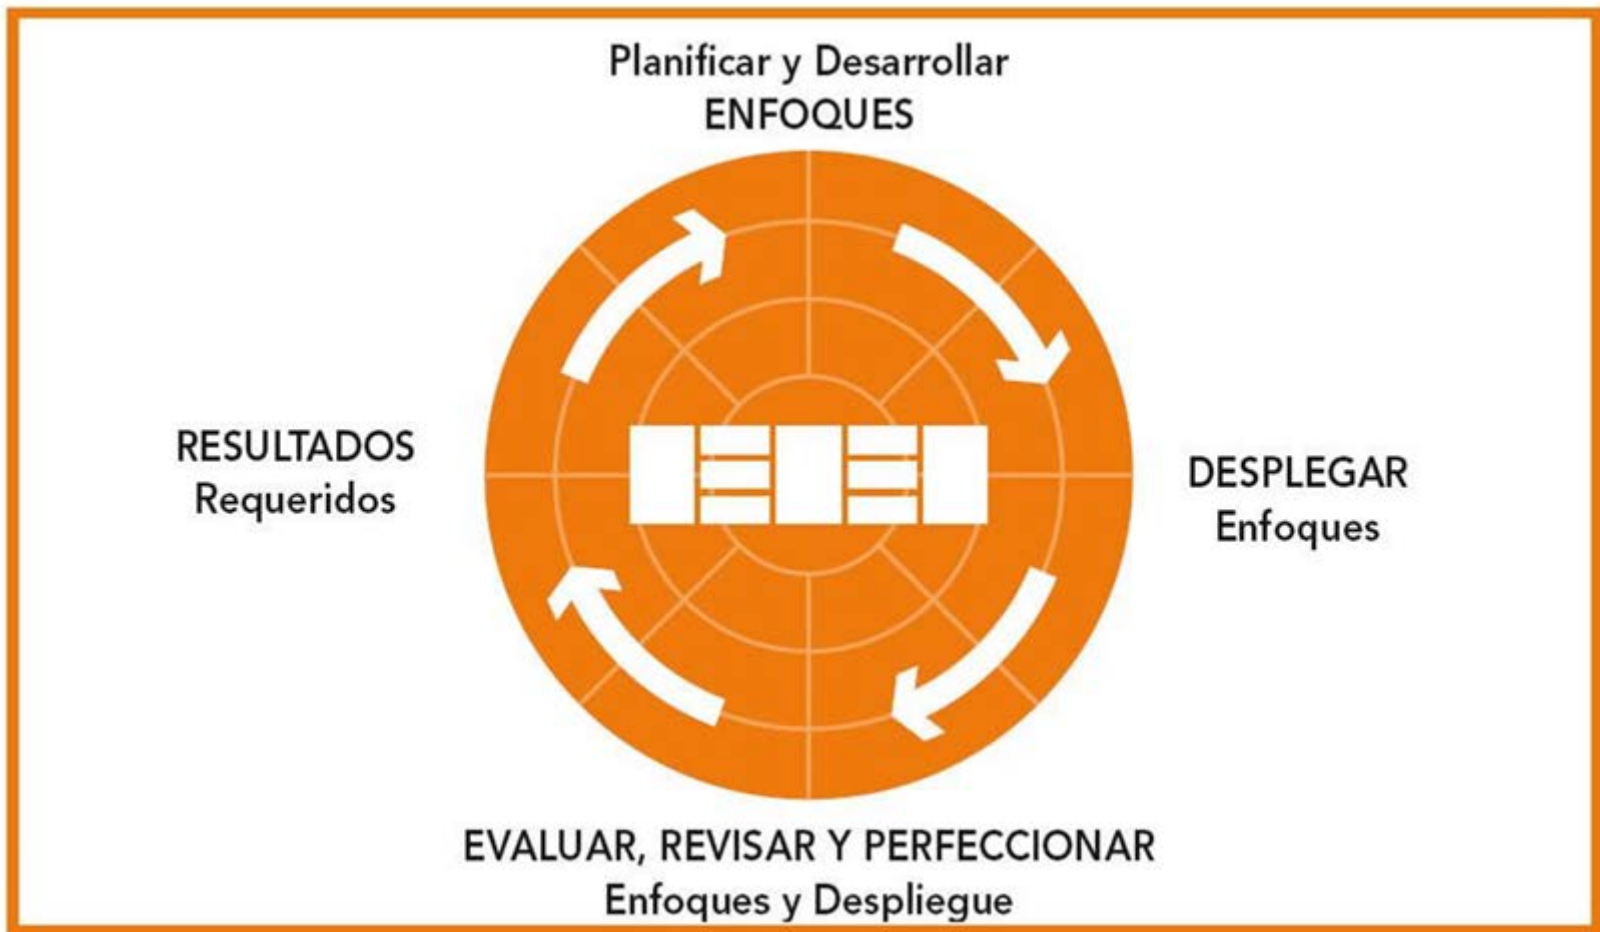 Planificar y Desarrollar
ENFOQUES
RESULTADOS
Requeridos
DESPLEGAR
Enfoques
EVALUAR, REVISAR Y PERFECCIONAR
Enfoques y Despliegue